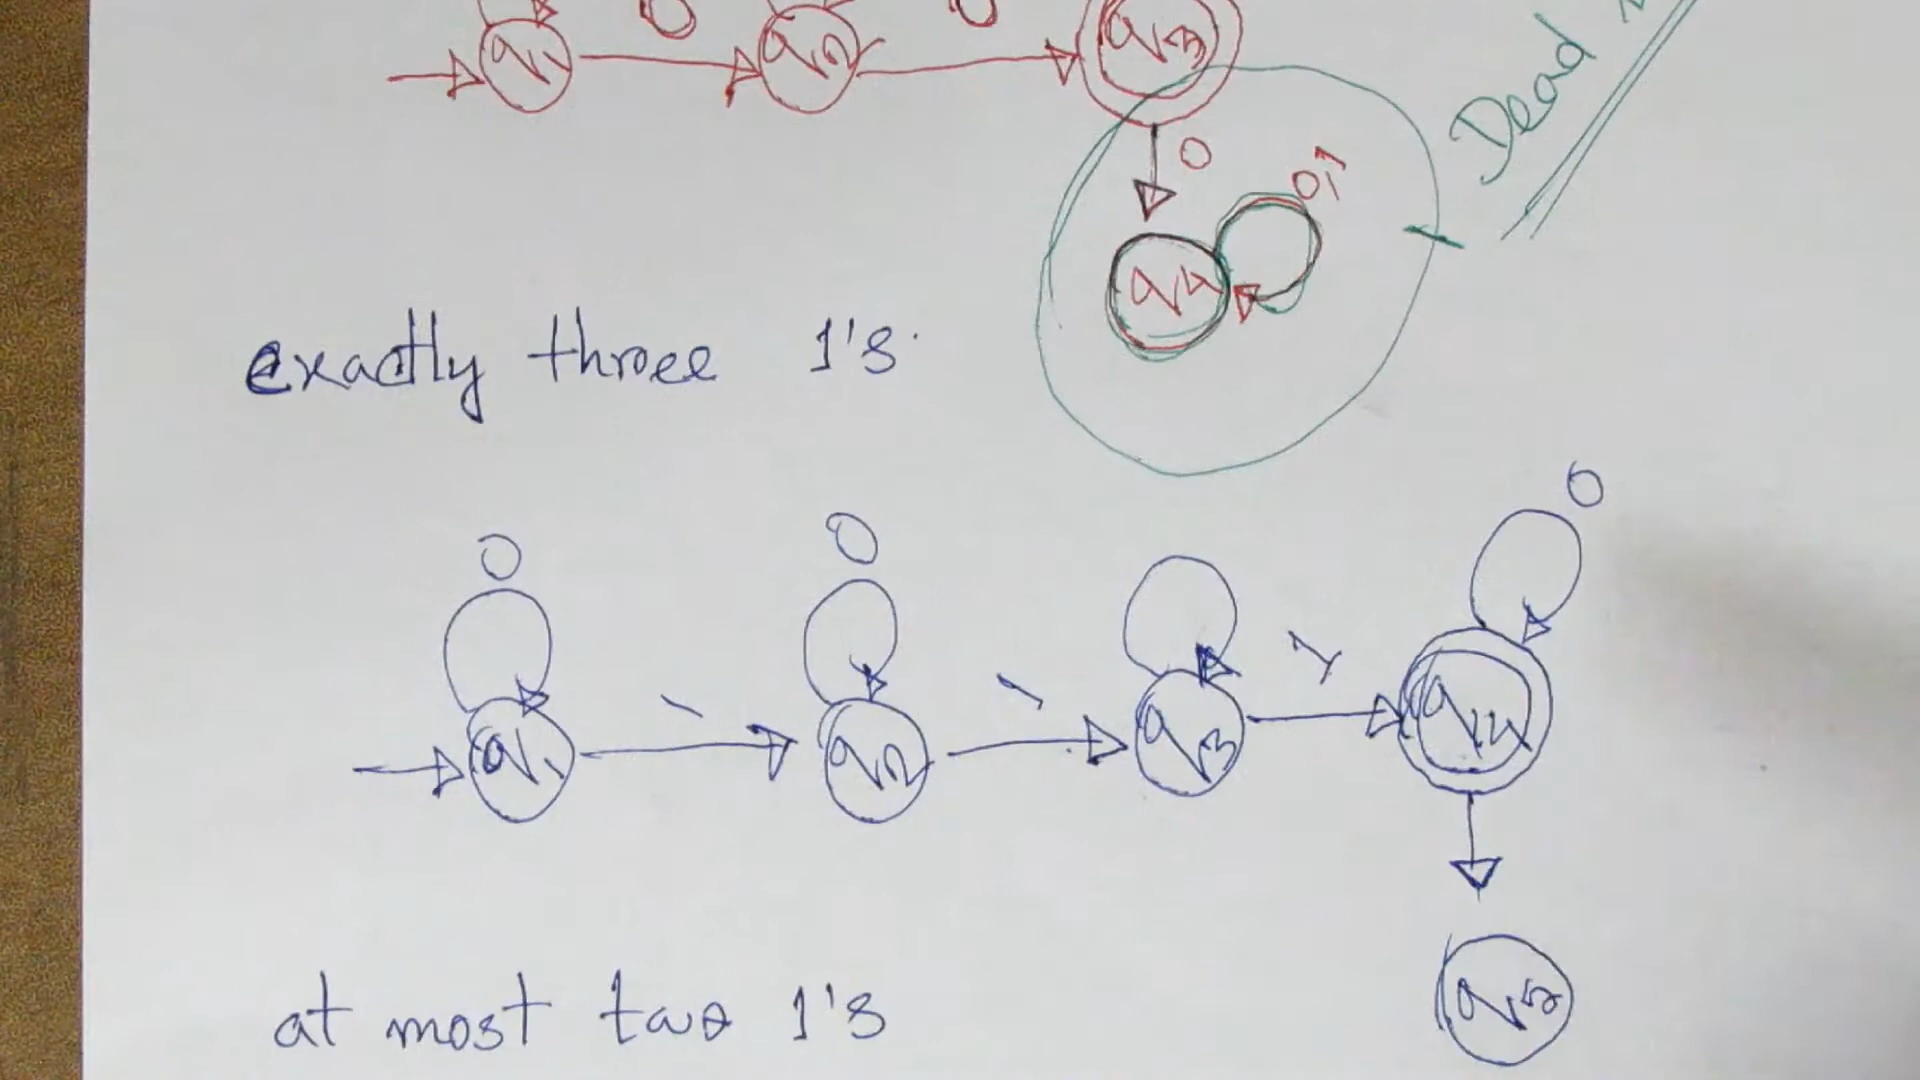 0 0
q1 q2 q3
Dead
0
0,1
q4
exactly three 1's
0 0 0
1 1 1
q1 q2 q3 q4
q5
at most two 1's